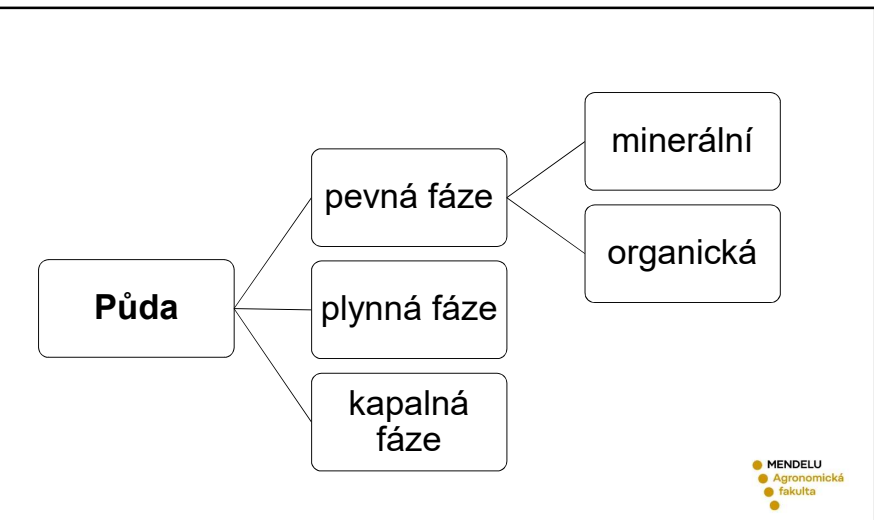 Půda
pevná fáze
plynná fáze
kapalná
fáze
minerální
organická
MENDELU
Agronomická
fakulta